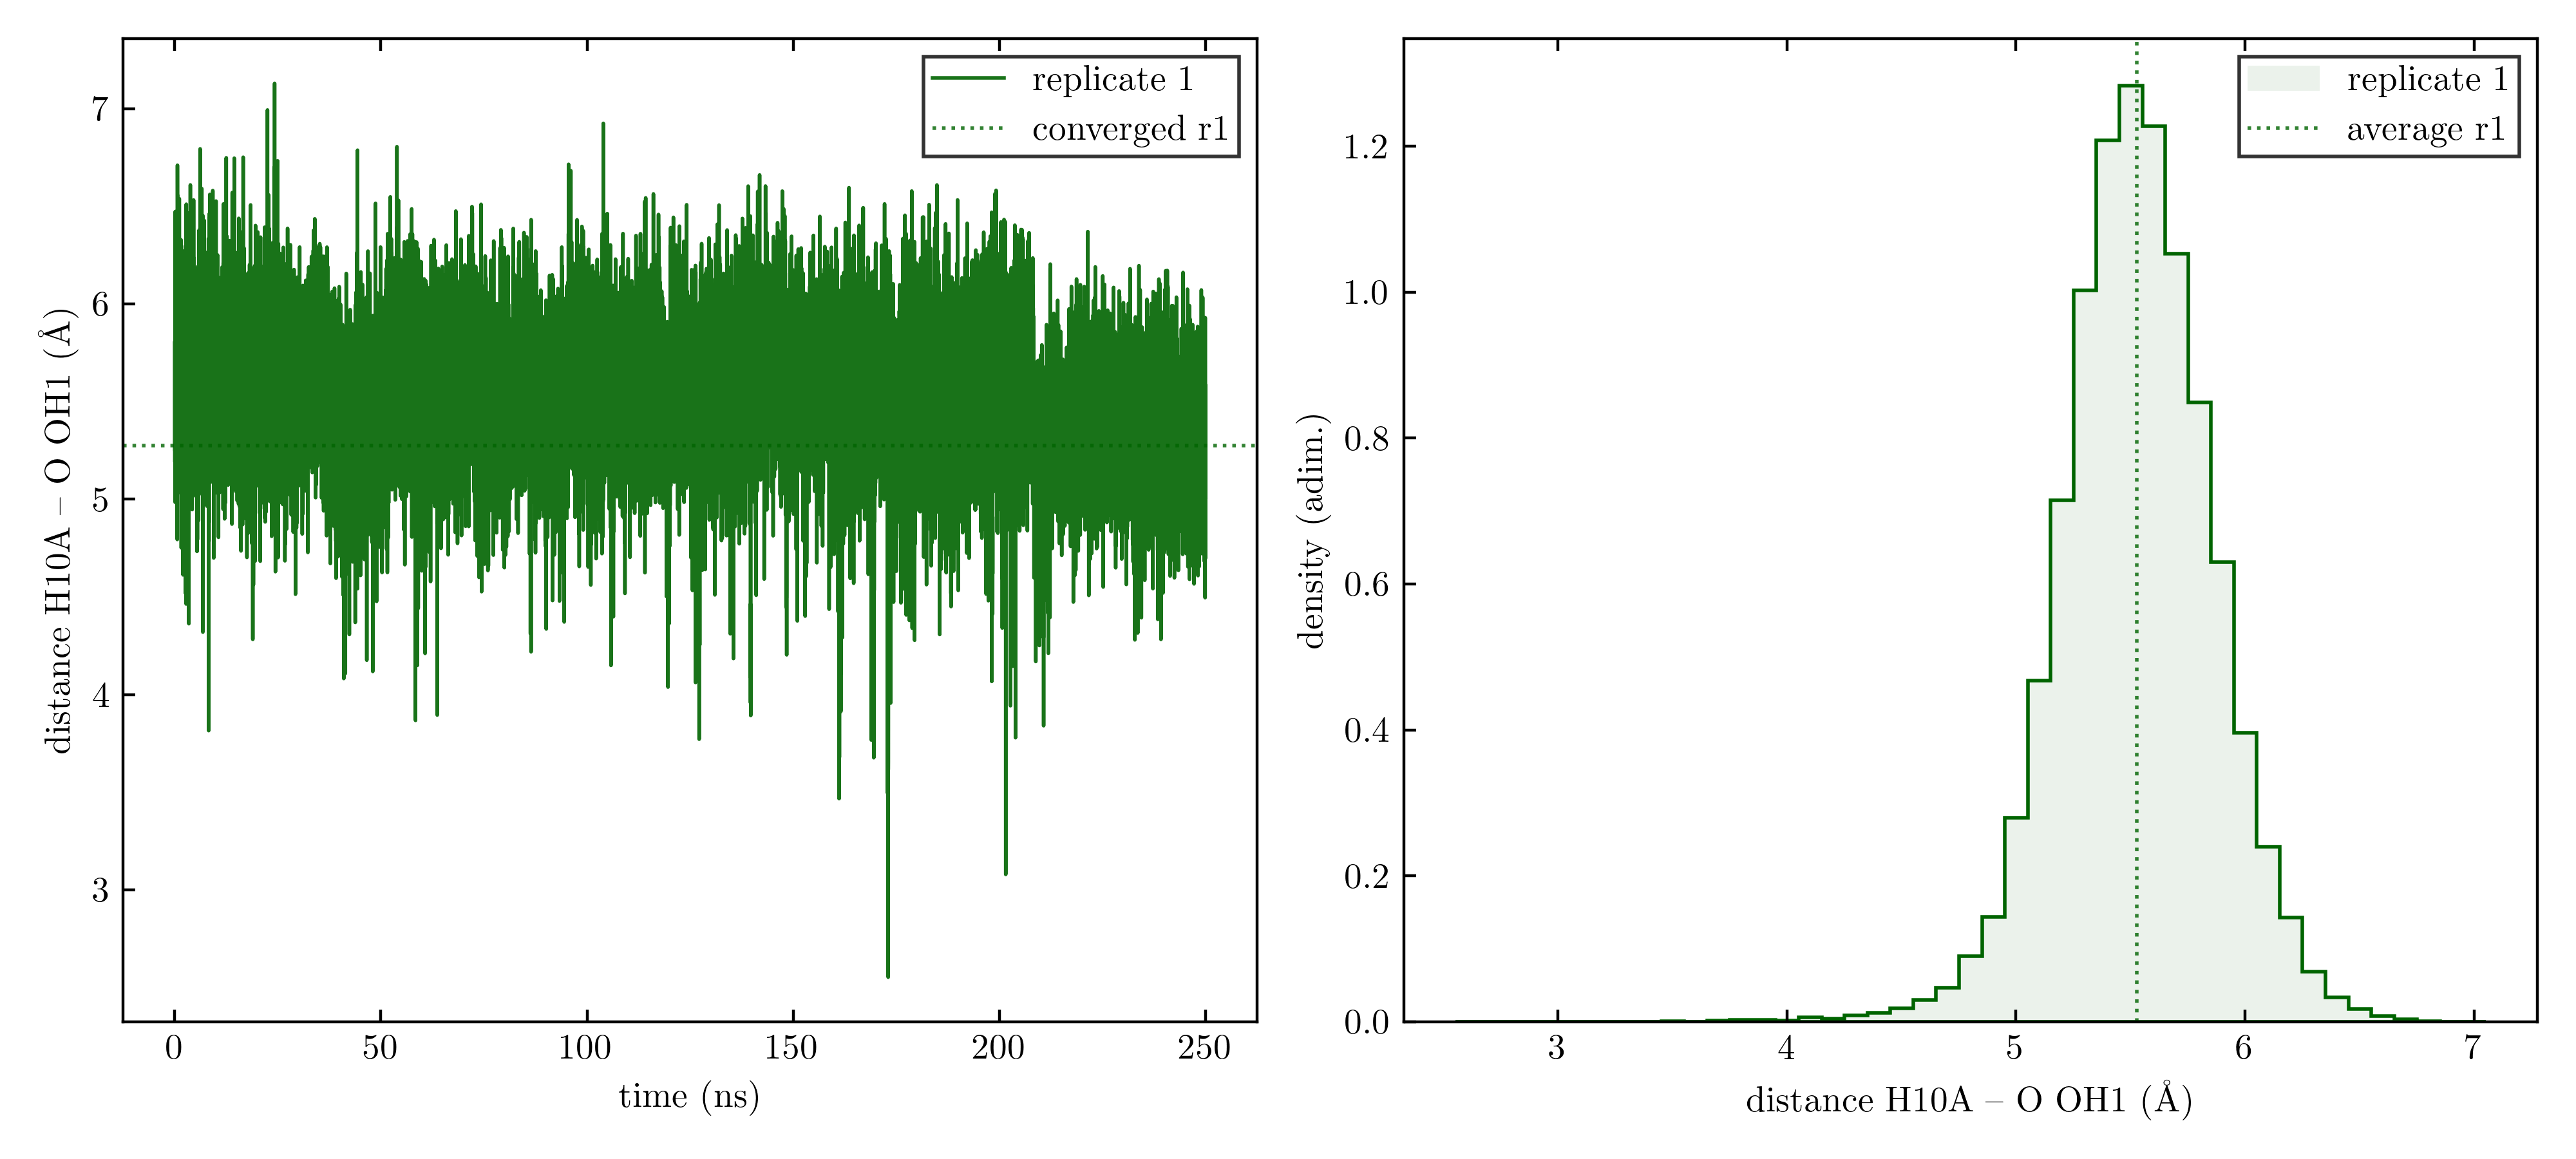 7
6
5
4
3
distance H10A – O OH1 (Å)
0 50 100 150 200 250
time (ns)
replicate 1
converged r1
1.2
1.0
0.8
0.6
0.4
0.2
0.0
density (adim.)
3 4 5 6 7
distance H10A – O OH1 (Å)
replicate 1
average r1